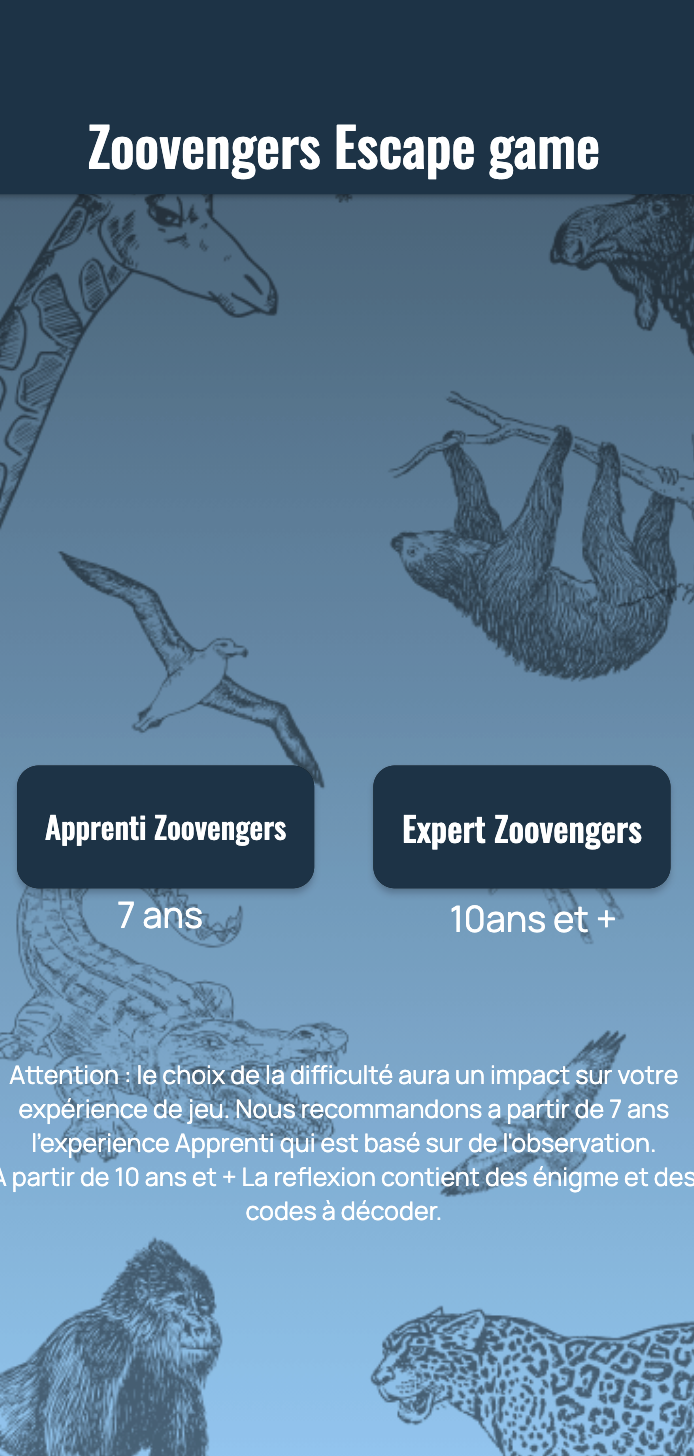 Zoovengers Escape game
Apprenti Zoovengers
Expert Zoovengers
7 ans
10ans et +
Attention : le choix de la difficulté aura un impact sur votre
expérience de jeu. Nous recommandons a partir de 7 ans
l'experience Apprenti qui est basé sur de l'observation.
A partir de 10 ans et + La reflexion contient des énigme et des
codes à décoder.